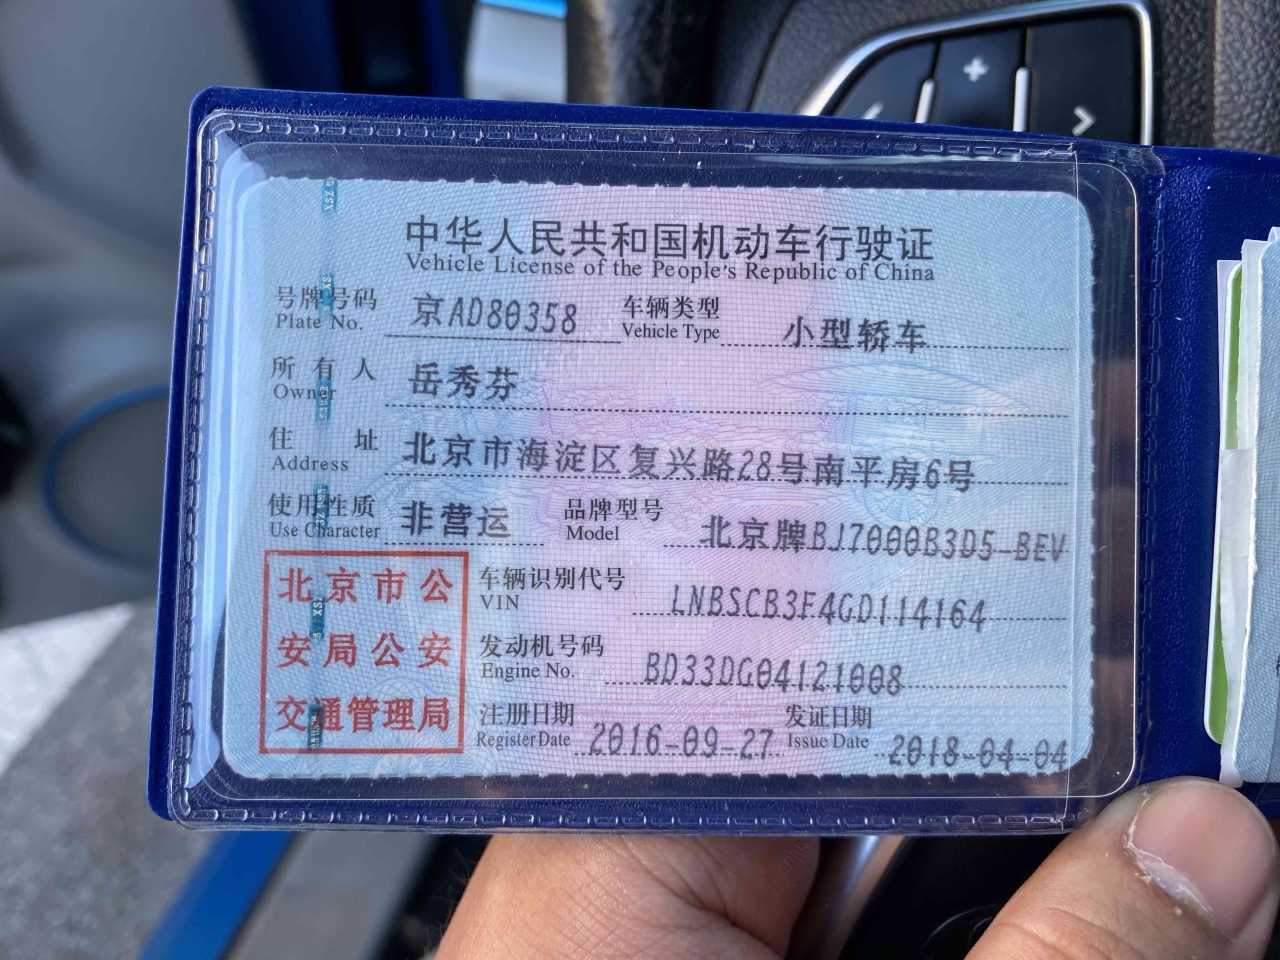 中华人民共和国机动车行驶证
Vehicle License of the People's Republic of China
号牌号码 京AD80358 车辆类型 小型轿车
Plate No. Vehicle Type
所有人 岳秀芬
Owner
住址 北京市海淀区复兴路28号南平房6号
Address
使用性质 非营运 品牌型号 北京牌BJ7000B3D5-BEV
Use Character Model
北京市公
安局公安
交通管理局
车辆识别代号 LNBSCB3F4GD114164
VIN
发动机号码 BD33DG04121008
Engine No.
注册日期 2016-09-27 发证日期 2018-04-04
Register Date Issue Date